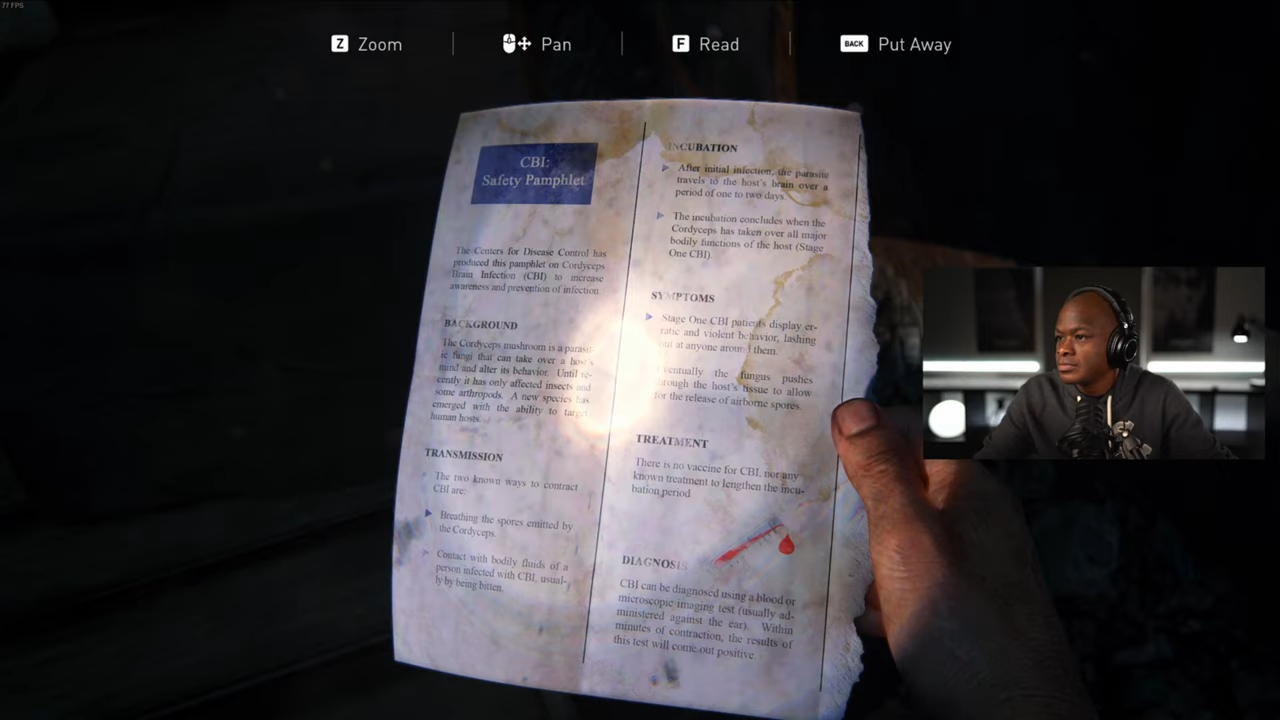 77 FPS
Z Zoom
Pan
F Read
BACK Put Away
CBI:
Safety Pamphlet
The Centers for Disease Control has
produced this pamphlet on Cordyceps
Brain Infection (CBI) to increase
awareness and prevention of infection.
BACKGROUND
The Cordyceps mushroom is a parasit-
ic fungi that can take over a host's
mind and alter its behavior. Until re-
cently it has only affected insects and
some arthropods. A new species has
emerged with the ability to target
human hosts.
TRANSMISSION
The two known ways to contract
CBI are:
Breathing the spores emitted by
the Cordyceps.
Contact with bodily fluids of a
person infected with CBI, usual-
ly by being bitten.
INCUBATION
After initial infection, the parasite
travels to the host's brain over a
period of one to two days.
The incubation concludes when the
Cordyceps has taken over all major
bodily functions of the host (Stage
One CBI).
SYMPTOMS
Stage One CBI patients display er-
ratic and violent behavior, lashing
out at anyone around them.
Eventually the fungus pushes
through the host's tissue to allow
for the release of airborne spores.
TREATMENT
There is no vaccine for CBI, nor any
known treatment to lengthen the incu-
bation period
DIAGNOSIS
CBI can be diagnosed using a blood or
microscopic imaging test (usually ad-
ministered against the ear). Within
minutes of contraction, the results of
this test will come out positive.